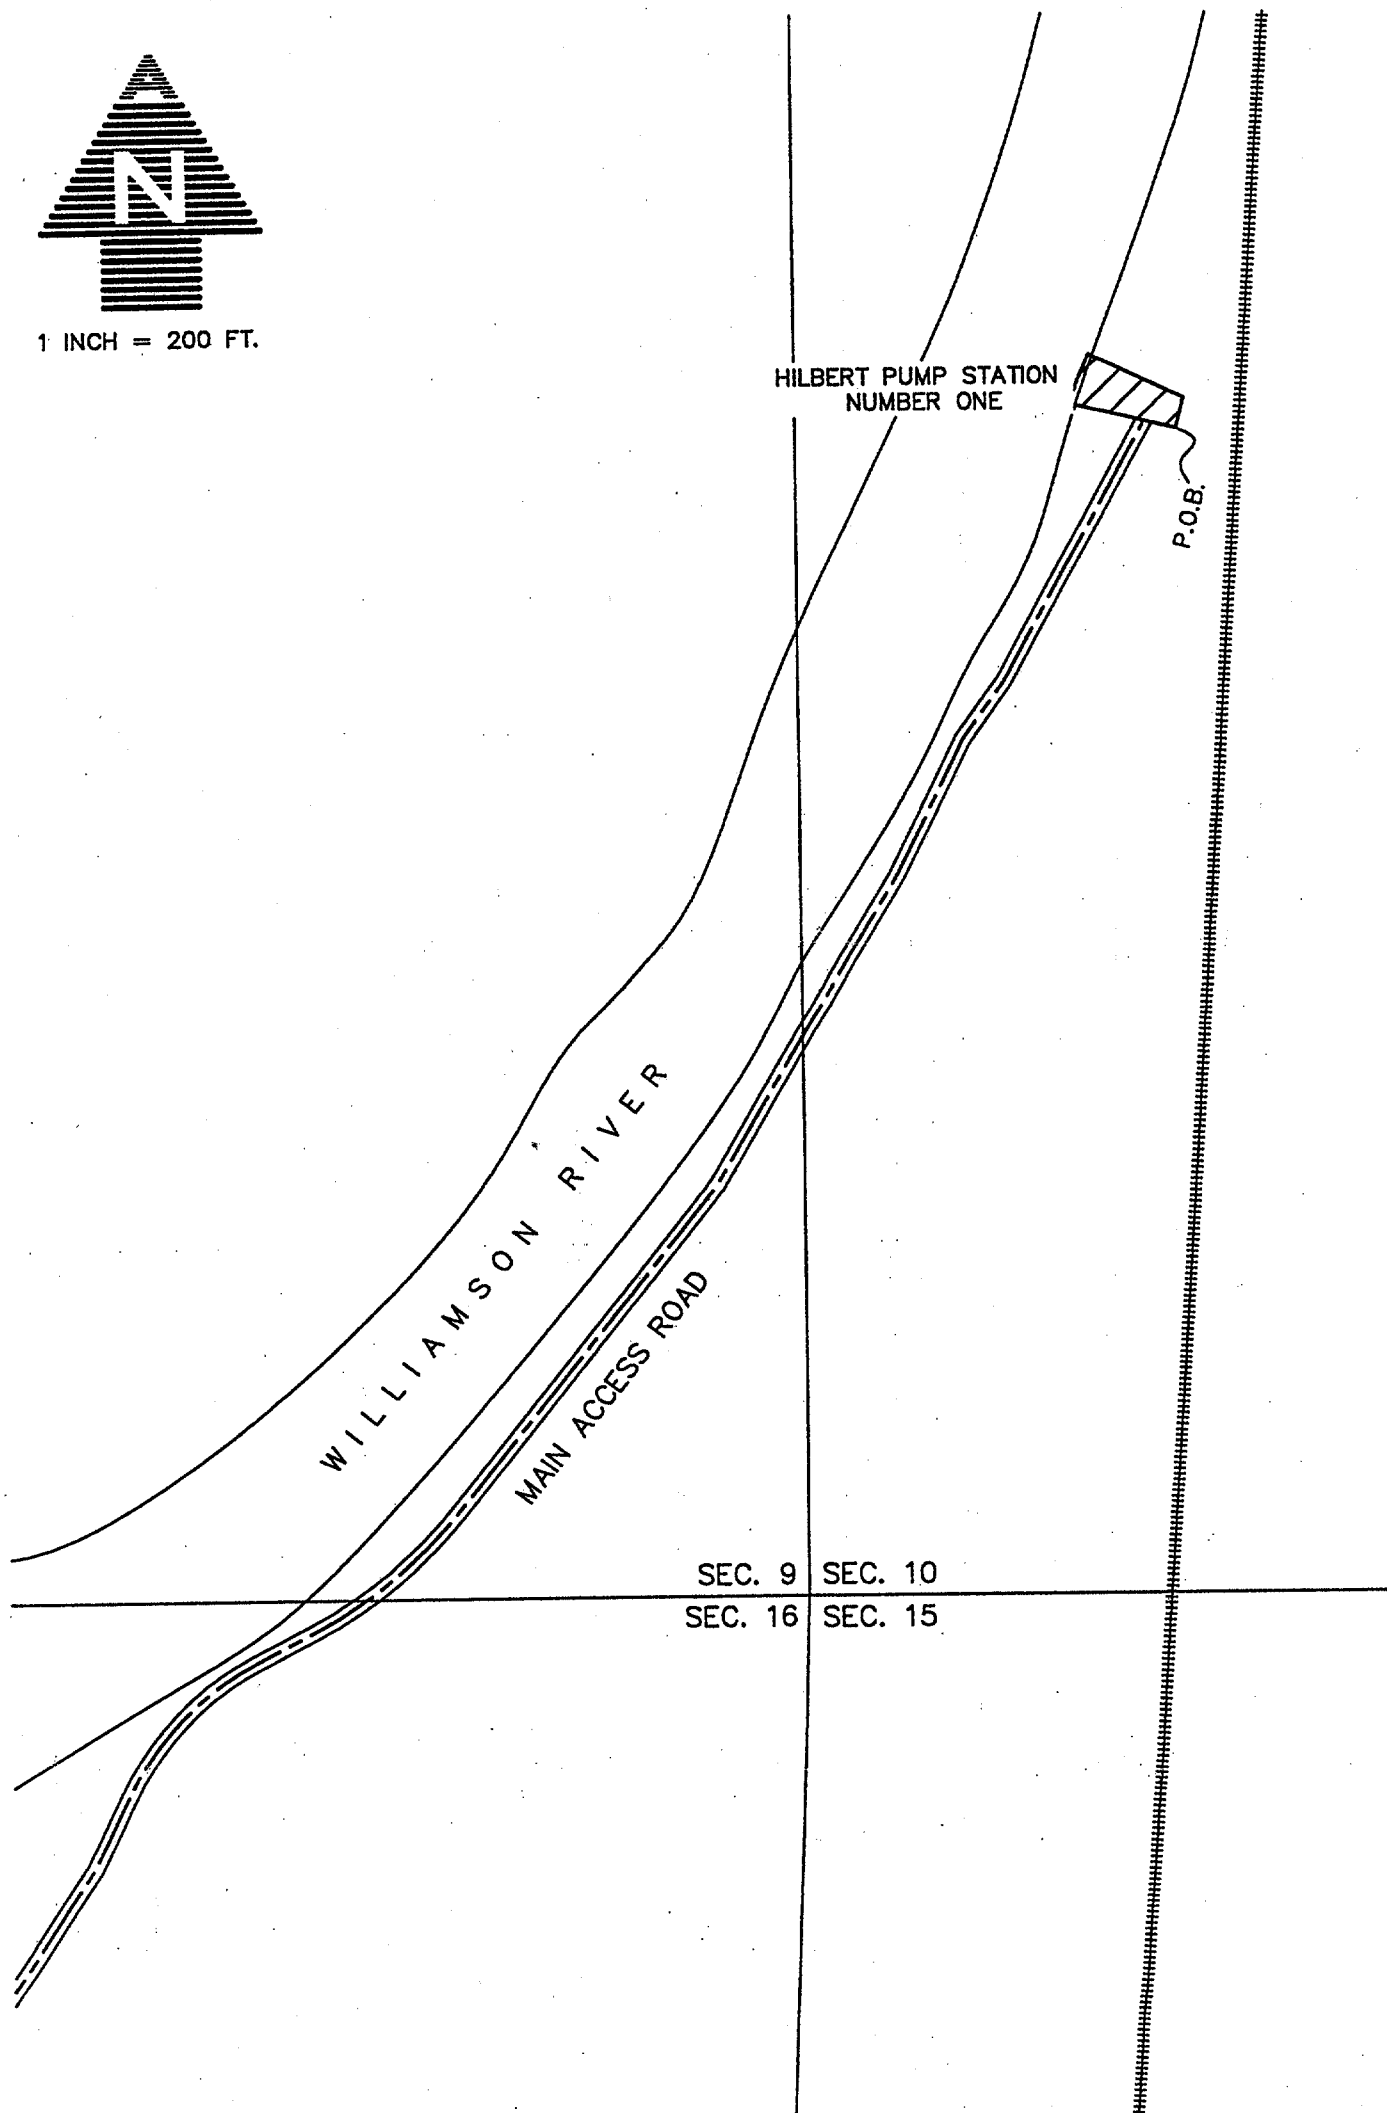 N
1 INCH = 200 FT.
HILBERT PUMP STATION
NUMBER ONE
P.O.B.
WILLIAMSON RIVER
MAIN ACCESS ROAD
SEC. 9 SEC. 10
SEC. 16 SEC. 15